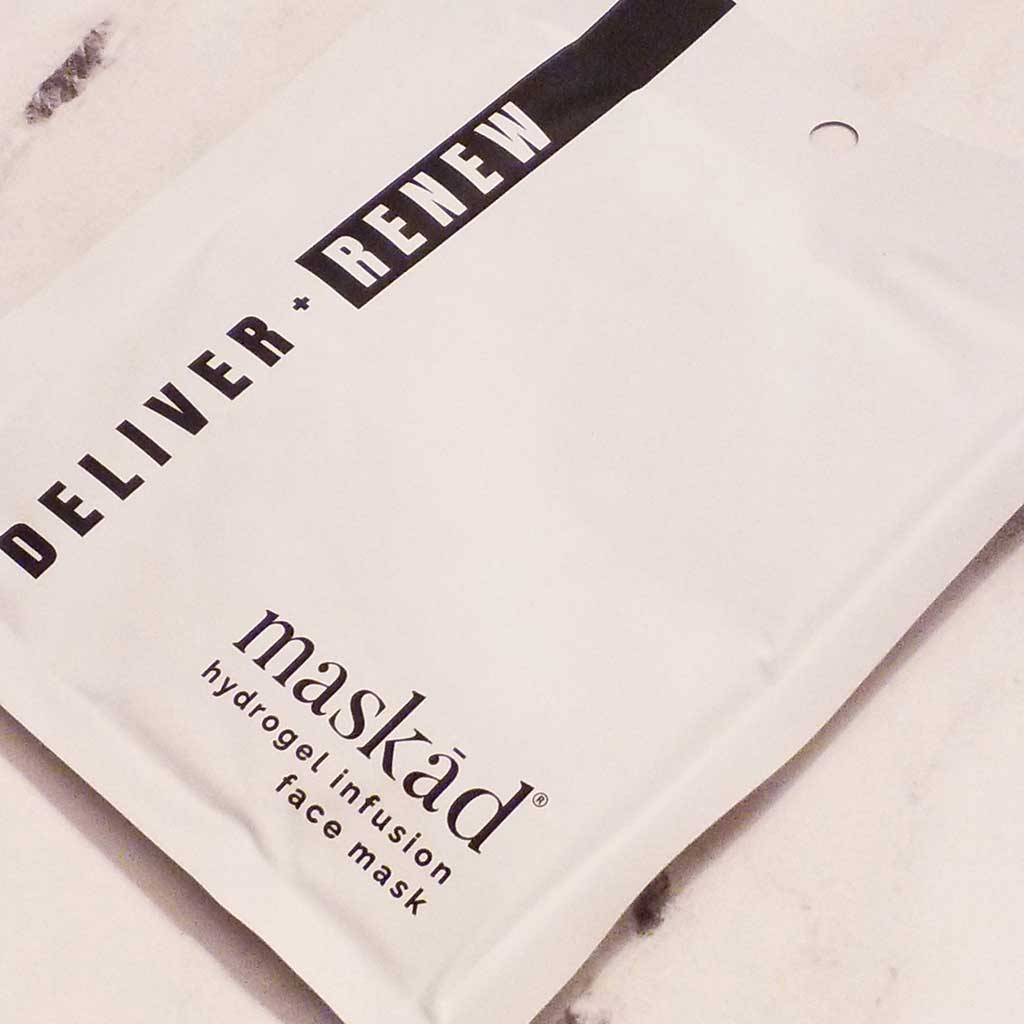 DELIVER + RENEW
maskād®
hydrogel infusion
face mask